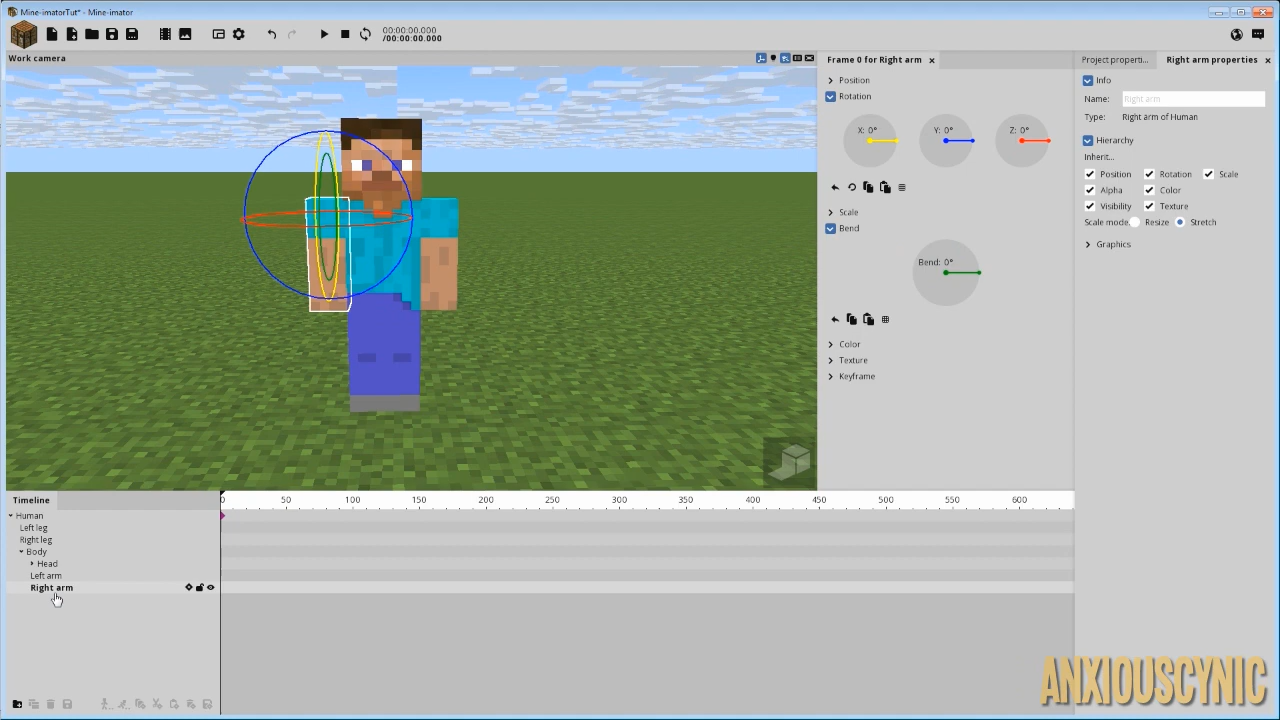 Mine-imatorTut* - Mine-imator
00:00:00.000
/00:00:00.000
Work camera
Frame 0 for Right arm
Position
Rotation
X: 0°
Y: 0°
Z: 0°
Scale
Bend
Bend: 0°
Color
Texture
Keyframe
Project properti...
Right arm properties
Info
Name: Right arm
Type: Right arm of Human
Hierarchy
Inherit...
Position Rotation Scale
Alpha Color
Visibility Texture
Scale mode Resize Stretch
Graphics
Timeline
0 50 100 150 200 250 300 350 400 450 500 550 600
Human
Left leg
Right leg
Body
Head
Left arm
Right arm
ANXIOUSCYNIC